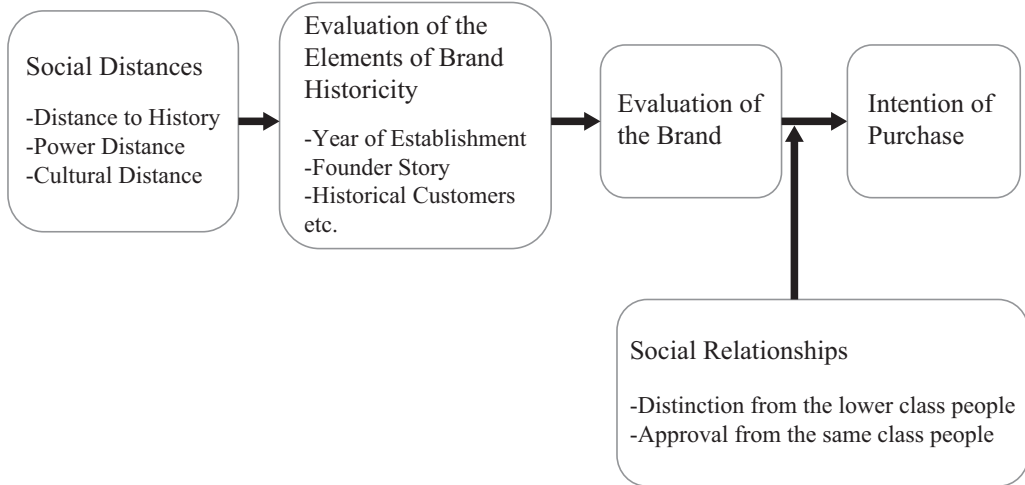 Social Distances
-Distance to History
-Power Distance
-Cultural Distance
Evaluation of the
Elements of Brand
Historicity
-Year of Establishment
-Founder Story
-Historical Customers
etc.
Evaluation of
the Brand
Intention of
Purchase
Social Relationships
-Distinction from the lower class people
-Approval from the same class people